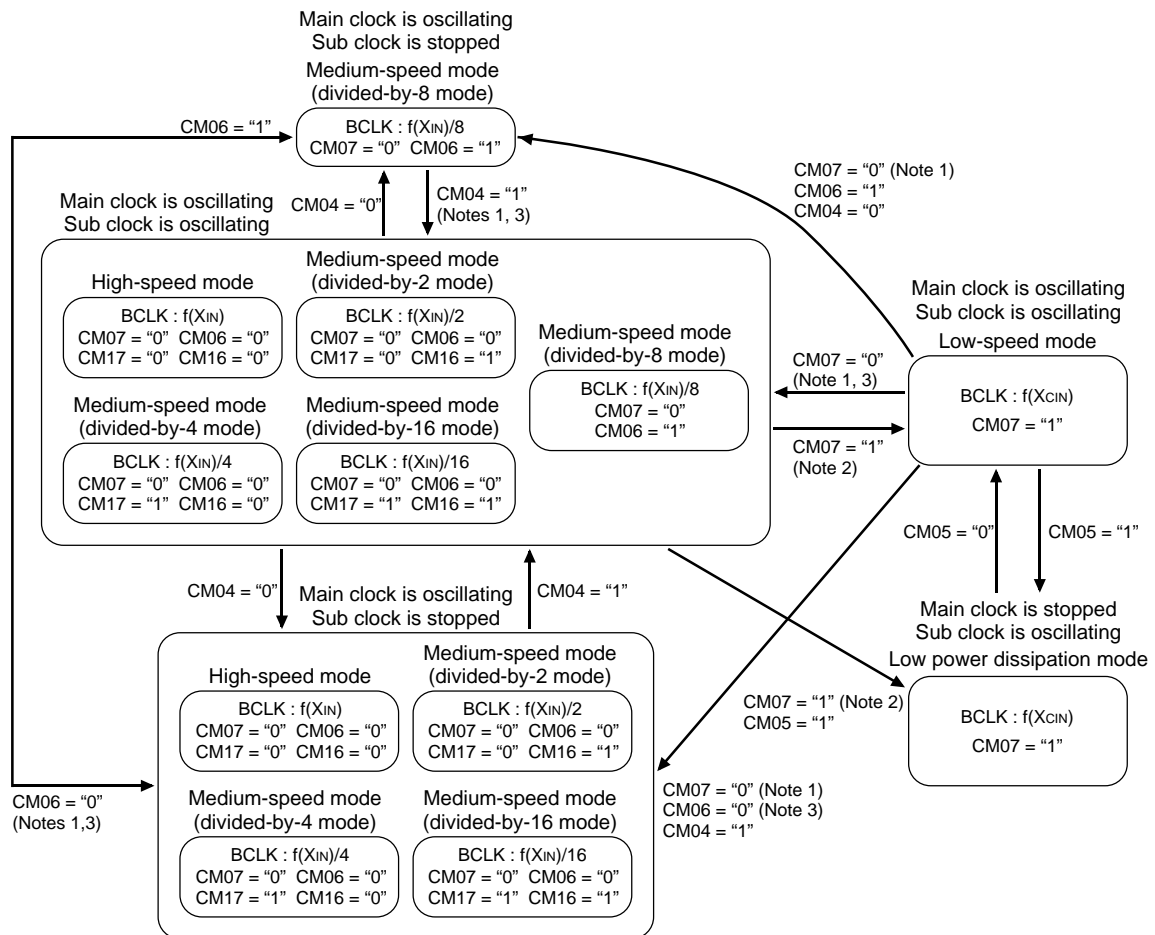 Main clock is oscillating
Sub clock is stopped
Medium-speed mode
(divided-by-8 mode)
CM06 = “1”
BCLK : f(XIN)/8
CM07 = “0” CM06 = “1”
CM07 = “0” (Note 1)
CM06 = “1”
CM04 = “0”
Main clock is oscillating
Sub clock is oscillating
CM04 = “0”
CM04 = “1”
(Notes 1, 3)
High-speed mode
BCLK : f(XIN)
CM07 = “0” CM06 = “0”
CM17 = “0” CM16 = “0”
Medium-speed mode
(divided-by-2 mode)
BCLK : f(XIN)/2
CM07 = “0” CM06 = “0”
CM17 = “0” CM16 = “1”
Medium-speed mode
(divided-by-8 mode)
BCLK : f(XIN)/8
CM07 = “0”
CM06 = “1”
Medium-speed mode
(divided-by-4 mode)
BCLK : f(XIN)/4
CM07 = “0” CM06 = “0”
CM17 = “1” CM16 = “0”
Medium-speed mode
(divided-by-16 mode)
BCLK : f(XIN)/16
CM07 = “0” CM06 = “0”
CM17 = “1” CM16 = “1”
CM07 = “0”
(Note 1, 3)
CM07 = “1”
(Note 2)
Main clock is oscillating
Sub clock is oscillating
Low-speed mode
BCLK : f(XCIN)
CM07 = “1”
CM05 = “0”
CM05 = “1”
CM04 = “0”
CM04 = “1”
Main clock is oscillating
Sub clock is stopped
Main clock is stopped
Sub clock is oscillating
Low power dissipation mode
BCLK : f(XCIN)
CM07 = “1”
CM07 = “1” (Note 2)
CM05 = “1”
High-speed mode
BCLK : f(XIN)
CM07 = “0” CM06 = “0”
CM17 = “0” CM16 = “0”
Medium-speed mode
(divided-by-2 mode)
BCLK : f(XIN)/2
CM07 = “0” CM06 = “0”
CM17 = “0” CM16 = “1”
CM06 = “0”
(Notes 1,3)
CM07 = “0” (Note 1)
CM06 = “0” (Note 3)
CM04 = “1”
Medium-speed mode
(divided-by-4 mode)
BCLK : f(XIN)/4
CM07 = “0” CM06 = “0”
CM17 = “1” CM16 = “0”
Medium-speed mode
(divided-by-16 mode)
BCLK : f(XIN)/16
CM07 = “0” CM06 = “0”
CM17 = “1” CM16 = “1”